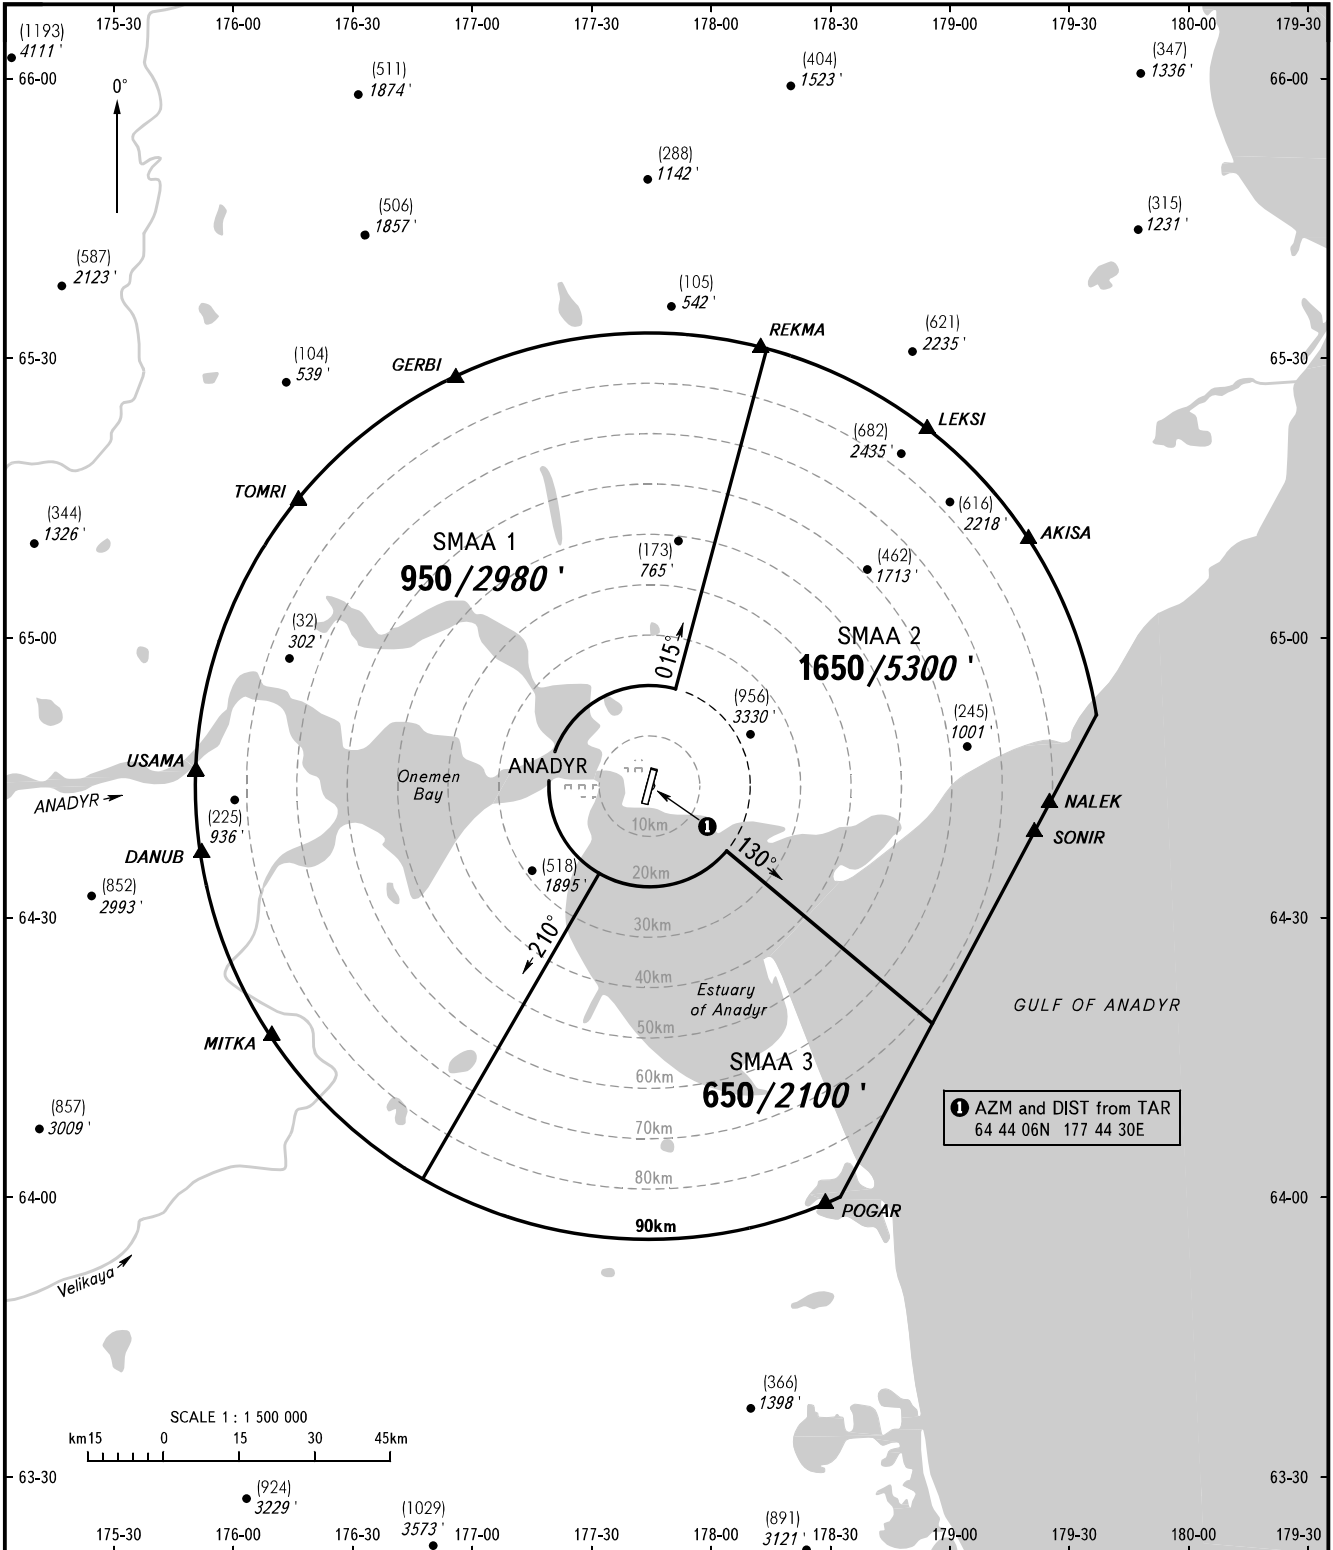 175-30 176-00 176-30 177-00 177-30 178-00 178-30 179-00 179-30 180-00 179-30
(1193)
4111'
(511)
1874'
(404)
1523'
(347)
1336'
66-00 66-00
0°
(288)
1142'
(506)
1857'
(315)
1231'
(587)
2123'
(105)
542'
REKMA
(621)
2235'
65-30 65-30
(104)
539'
GERBI
LEKSI
(682)
2435'
TOMRI
(616)
2218'
(344)
1326'
AKISA
SMAA 1
950/2980'
(173)
765'
(462)
1713'
(32)
302'
65-00 65-00
015°
SMAA 2
1650/5300'
(956)
3330'
(245)
1001'
USAMA
ANADYR
Onemen
Bay
ANADYR
(225)
936'
NALEK
1
10km
SONIR
DANUB
130°
(518)
1895'
20km
(852)
2993'
64-30 64-30
210°
30km
40km
Estuary
of Anadyr
GULF OF ANADYR
50km
MITKA
SMAA 3
650/2100'
60km
(857)
3009'
1 AZM and DIST from TAR
64 44 06N 177 44 30E
70km
80km
64-00 64-00
POGAR
90km
Velikaya
(366)
1398'
SCALE 1 : 1 500 000
km15 0 15 30 45km
63-30 63-30
(924)
3229'
(1029)
3573'
(891)
3121'
175-30 176-00 176-30 177-00 177-30 178-00 178-30 179-00 179-30 180-00 179-30